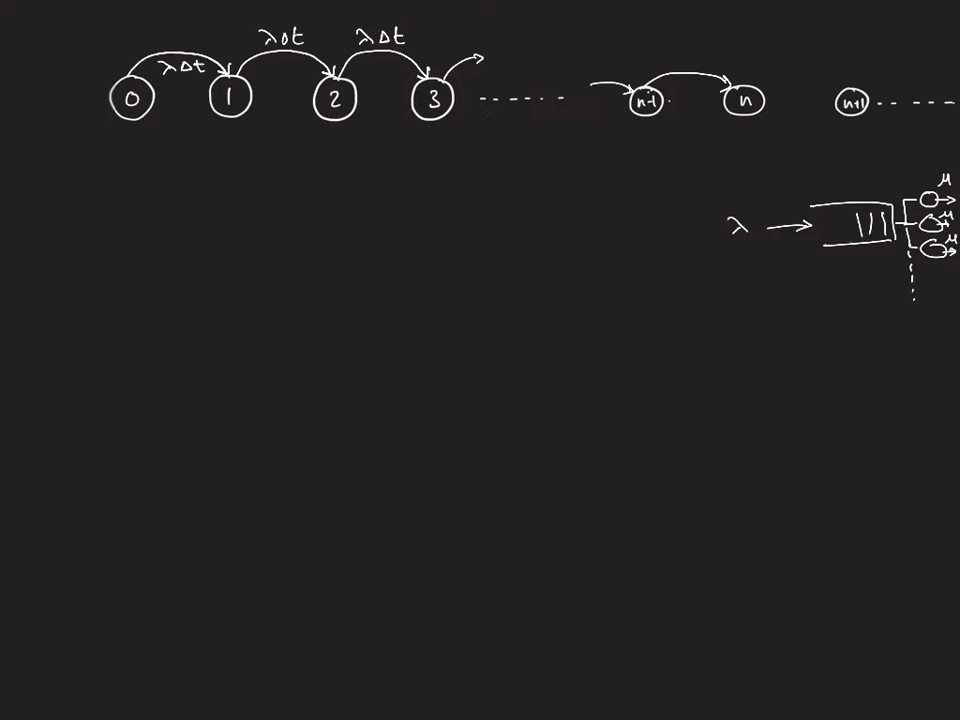 λΔt λΔt λΔt
0 1 2 3 ....... n-1 n n+1 ......
μ
λ → μ
μ